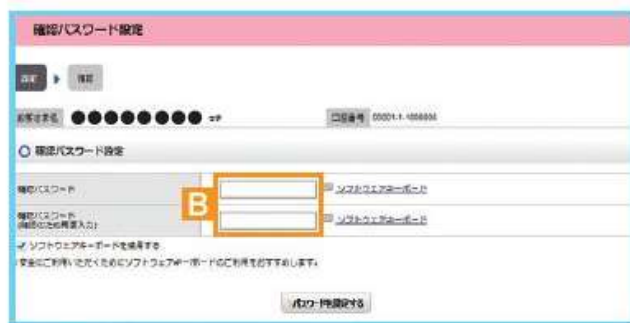 確認パスワード設定
設定 ▶ 確認
お客さま名 ●●●●●●●● さま 口座番号
確認パスワード設定
確認パスワード ソフトウェアキーボード
B
確認パスワード ソフトウェアキーボード
(確認のため再度入力)
ソフトウェアキーボードを使用する
安全にご利用いただくためにソフトウェアキーボードのご利用をおすすめします。
パスワードを設定する